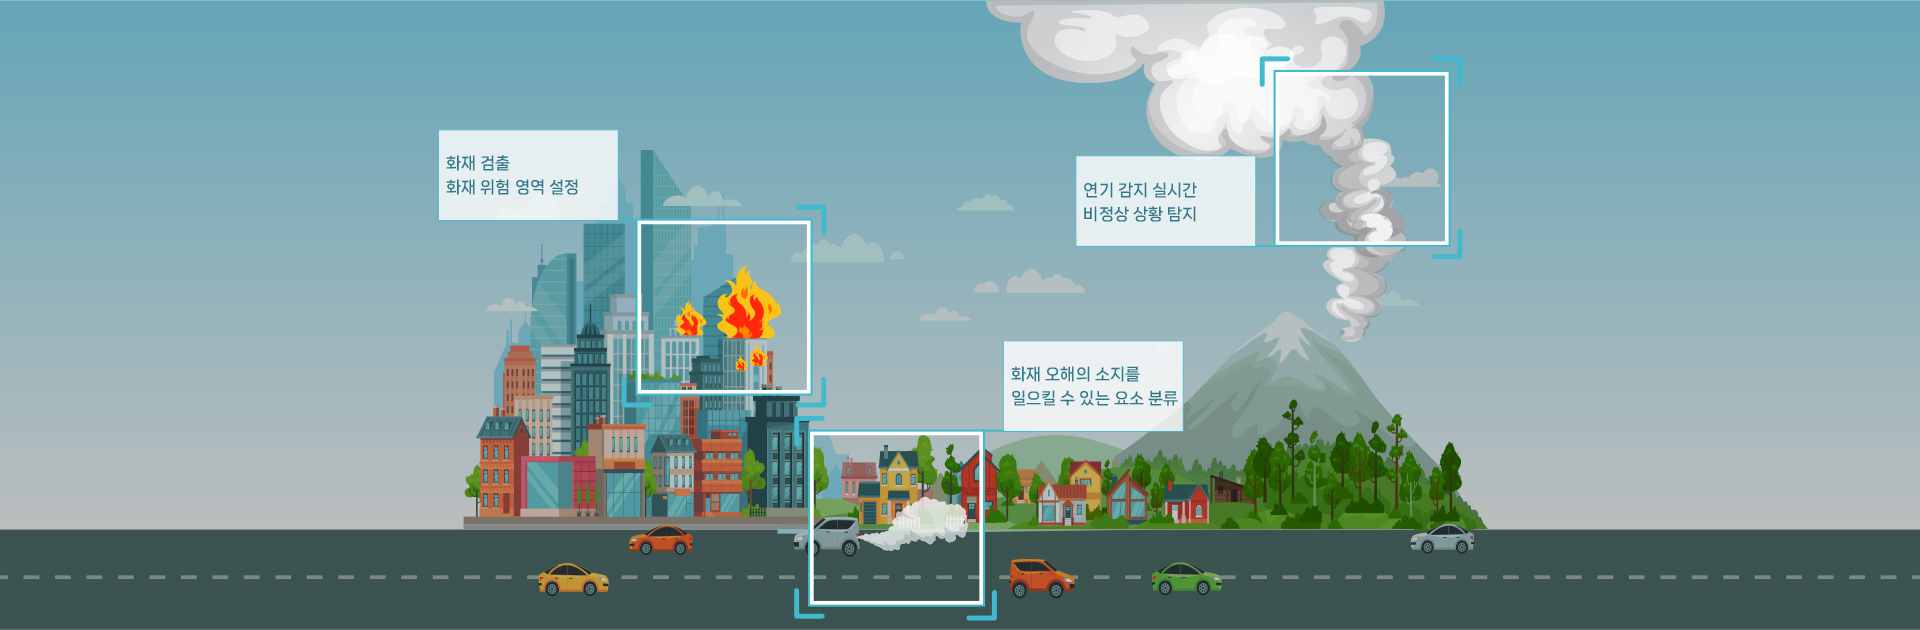 화재 검출
화재 위험 영역 설정
연기 감지 실시간
비정상 상황 탐지
화재 오해의 소지를
일으킬 수 있는 요소 분류